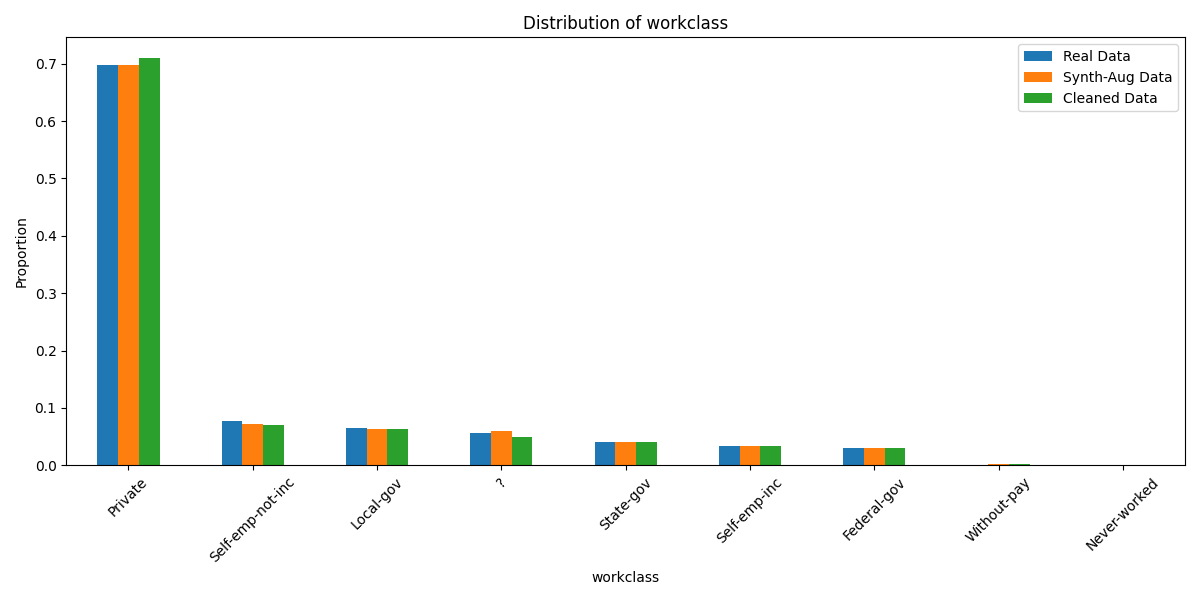 Distribution of workclass
Real Data
Synth-Aug Data
Cleaned Data
Proportion
0.7
0.6
0.5
0.4
0.3
0.2
0.1
0.0
Private
Self-emp-not-inc
Local-gov
?
State-gov
Self-emp-inc
Federal-gov
Without-pay
Never-worked
workclass